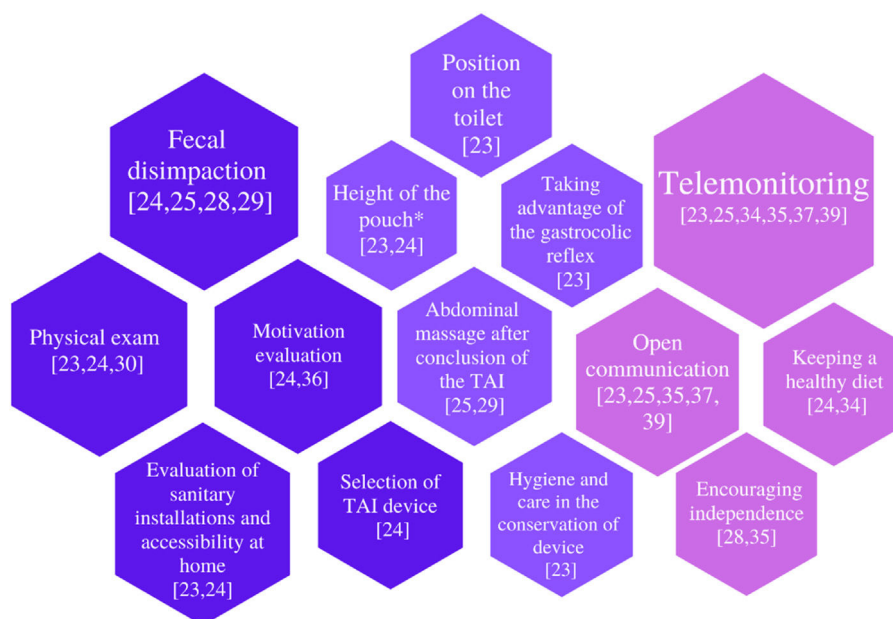 Position
on the
toilet
[23]
Fecal
disimpaction
[24,25,28,29]
Height of the
pouch*
[23,24]
Taking
advantage of
the gastrocolic
reflex
[23]
Telemonitoring
[23,25,34,35,37,39]
Physical exam
[23,24,30]
Motivation
evaluation
[24,36]
Abdominal
massage after
conclusion of
the TAI
[25,29]
Open
communication
[23,25,35,37,
39]
Keeping a
healthy diet
[24,34]
Evaluation of
sanitary
installations and
accessibility at
home
[23,24]
Selection of
TAI device
[24]
Hygiene and
care in the
conservation of
device
[23]
Encouraging
independence
[28,35]